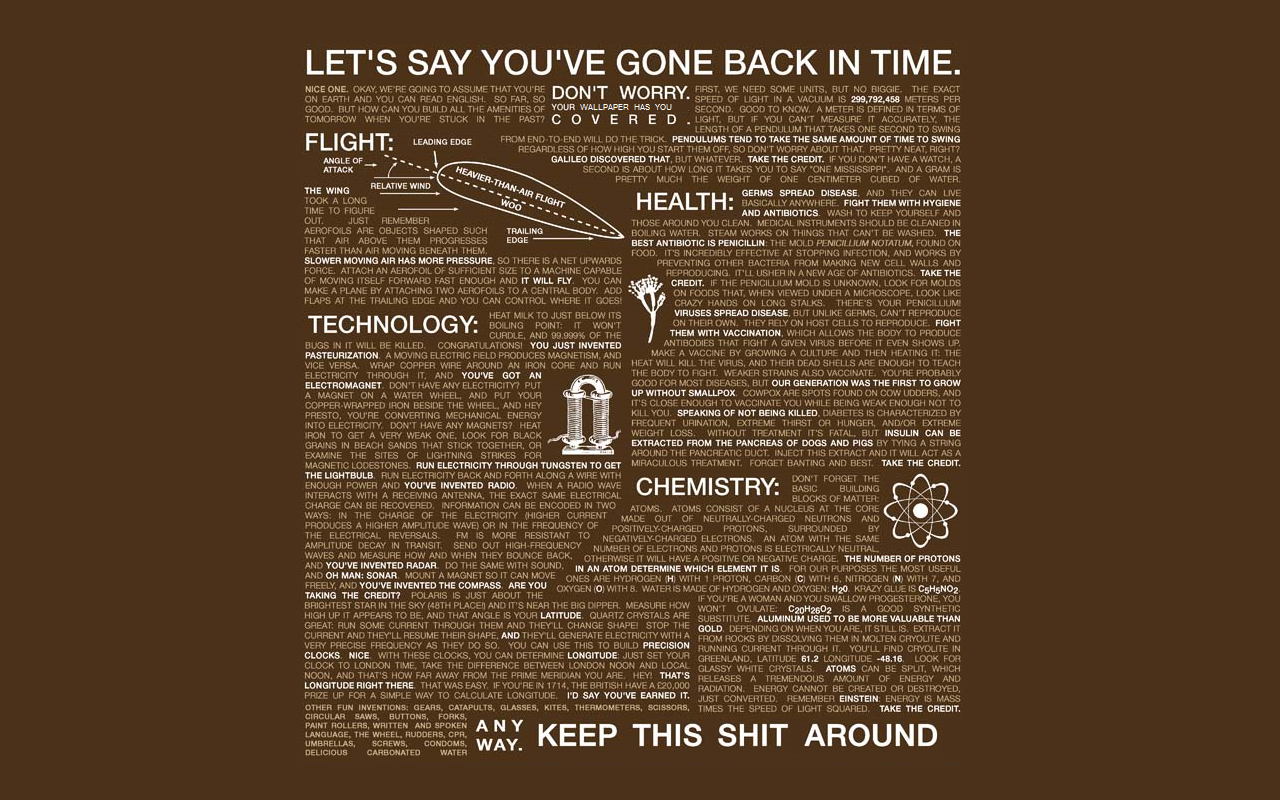 LET'S SAY YOU'VE GONE BACK IN TIME.
NICE ONE. OKAY, WE'RE GOING TO ASSUME THAT YOU'RE
ON EARTH AND YOU CAN READ ENGLISH. SO FAR, SO
GOOD. BUT HOW CAN YOU BUILD ALL THE AMENITIES OF
TOMORROW WHEN YOU'RE STUCK IN THE PAST?
DON'T WORRY.
YOUR WALLPAPER HAS YOU
COVERED.
FIRST, WE NEED SOME UNITS, BUT NO BIGGIE. THE EXACT
SPEED OF LIGHT IN A VACUUM IS 299,792,458 METERS PER
SECOND. GOOD TO KNOW. A METER IS DEFINED IN TERMS OF
LIGHT, BUT IF YOU CAN'T MEASURE IT ACCURATELY, THE
LENGTH OF A PENDULUM THAT TAKES ONE SECOND TO SWING
FROM END-TO-END WILL DO THE TRICK. PENDULUMS TEND TO TAKE THE SAME AMOUNT OF TIME TO SWING
REGARDLESS OF HOW HIGH YOU START THEM OFF, SO DON'T WORRY ABOUT THAT. PRETTY NEAT, RIGHT?
GALILEO DISCOVERED THAT, BUT WHATEVER. TAKE THE CREDIT. IF YOU DON'T HAVE A WATCH, A
SECOND IS ABOUT HOW LONG IT TAKES YOU TO SAY "ONE MISSISSIPPI". AND A GRAM IS
PRETTY MUCH THE WEIGHT OF ONE CENTIMETER CUBED OF WATER.
FLIGHT:
LEADING EDGE
ANGLE OF
ATTACK
RELATIVE WIND
HEAVIER-THAN-AIR FLIGHT
WOO
TRAILING
EDGE
THE WING
TOOK A LONG
TIME TO FIGURE
OUT. JUST REMEMBER
AEROFOILS ARE OBJECTS SHAPED SUCH
THAT AIR ABOVE THEM PROGRESSES
FASTER THAN AIR MOVING BENEATH THEM.
SLOWER MOVING AIR HAS MORE PRESSURE, SO THERE IS A NET UPWARDS
FORCE. ATTACH AN AEROFOIL OF SUFFICIENT SIZE TO A MACHINE CAPABLE
OF MOVING ITSELF FORWARD FAST ENOUGH AND IT WILL FLY. YOU CAN
MAKE A PLANE BY ATTACHING TWO AEROFOILS TO A CENTRAL BODY. ADD
FLAPS AT THE TRAILING EDGE AND YOU CAN CONTROL WHERE IT GOES!
TECHNOLOGY:
HEAT MILK TO JUST BELOW ITS
BOILING POINT: IT WON'T
CURDLE, AND 99.999% OF THE
BUGS IN IT WILL BE KILLED. CONGRATULATIONS! YOU JUST INVENTED
PASTEURIZATION. A MOVING ELECTRIC FIELD PRODUCES MAGNETISM, AND
VICE VERSA. WRAP COPPER WIRE AROUND AN IRON CORE AND RUN
ELECTRICITY THROUGH IT, AND YOU'VE GOT AN
ELECTROMAGNET. DON'T HAVE ANY ELECTRICITY? PUT
A MAGNET ON A WATER WHEEL, AND PUT YOUR
COPPER-WRAPPED IRON BESIDE THE WHEEL, AND HEY
PRESTO, YOU'RE CONVERTING MECHANICAL ENERGY
INTO ELECTRICITY. DON'T HAVE ANY MAGNETS? HEAT
IRON TO GET A VERY WEAK ONE, LOOK FOR BLACK
GRAINS IN BEACH SANDS THAT STICK TOGETHER, OR
EXAMINE THE SITES OF LIGHTNING STRIKES FOR
MAGNETIC LODESTONES. RUN ELECTRICITY THROUGH TUNGSTEN TO GET
THE LIGHTBULB. RUN ELECTRICITY BACK AND FORTH ALONG A WIRE WITH
ENOUGH POWER AND YOU'VE INVENTED RADIO. WHEN A RADIO WAVE
INTERACTS WITH A RECEIVING ANTENNA, THE EXACT SAME ELECTRICAL
CHARGE CAN BE RECOVERED. INFORMATION CAN BE ENCODED IN TWO
WAYS: IN THE CHARGE OF THE ELECTRICITY (HIGHER CURRENT
PRODUCES A HIGHER AMPLITUDE WAVE) OR IN THE FREQUENCY OF
THE ELECTRICAL REVERSALS. FM IS MORE RESISTANT TO
AMPLITUDE DECAY IN TRANSIT. SEND OUT HIGH-FREQUENCY
WAVES AND MEASURE HOW AND WHEN THEY BOUNCE BACK,
AND YOU'VE INVENTED RADAR. DO THE SAME WITH SOUND,
AND OH MAN: SONAR. MOUNT A MAGNET SO IT CAN MOVE
FREELY, AND YOU'VE INVENTED THE COMPASS. ARE YOU
TAKING THE CREDIT? POLARIS IS JUST ABOUT THE
BRIGHTEST STAR IN THE SKY (48TH PLACE!) AND IT'S NEAR THE BIG DIPPER. MEASURE HOW
HIGH UP IT APPEARS TO BE, AND THAT ANGLE IS YOUR LATITUDE. QUARTZ CRYSTALS ARE
GREAT: RUN SOME CURRENT THROUGH THEM AND THEY'LL CHANGE SHAPE! STOP THE
CURRENT AND THEY'LL RESUME THEIR SHAPE, AND THEY'LL GENERATE ELECTRICITY WITH A
VERY PRECISE FREQUENCY AS THEY DO SO. YOU CAN USE THIS TO BUILD PRECISION
CLOCKS. NICE. WITH THESE CLOCKS, YOU CAN DETERMINE LONGITUDE: JUST SET YOUR
CLOCK TO LONDON TIME, TAKE THE DIFFERENCE BETWEEN LONDON NOON AND LOCAL
NOON, AND THAT'S HOW FAR AWAY FROM THE PRIME MERIDIAN YOU ARE. HEY! THAT'S
LONGITUDE RIGHT THERE. THAT WAS EASY. IF YOU'RE IN 1714, THE BRITISH HAVE A £20,000
PRIZE UP FOR A SIMPLE WAY TO CALCULATE LONGITUDE. I'D SAY YOU'VE EARNED IT.
HEALTH:
GERMS SPREAD DISEASE, AND THEY CAN LIVE
BASICALLY ANYWHERE. FIGHT THEM WITH HYGIENE
AND ANTIBIOTICS. WASH TO KEEP YOURSELF AND
THOSE AROUND YOU CLEAN. MEDICAL INSTRUMENTS SHOULD BE CLEANED IN
BOILING WATER. STEAM WORKS ON THINGS THAT CAN'T BE WASHED. THE
BEST ANTIBIOTIC IS PENICILLIN: THE MOLD PENICILLIUM NOTATUM, FOUND ON
FOOD. IT'S INCREDIBLY EFFECTIVE AT STOPPING INFECTION, AND WORKS BY
PREVENTING OTHER BACTERIA FROM MAKING NEW CELL WALLS AND
REPRODUCING. IT'LL USHER IN A NEW AGE OF ANTIBIOTICS. TAKE THE
CREDIT. IF THE PENICILLIUM MOLD IS UNKNOWN, LOOK FOR MOLDS
ON FOODS THAT, WHEN VIEWED UNDER A MICROSCOPE, LOOK LIKE
CRAZY HANDS ON LONG STALKS. THERE'S YOUR PENICILLIUM!
VIRUSES SPREAD DISEASE, BUT UNLIKE GERMS, CAN'T REPRODUCE
ON THEIR OWN. THEY RELY ON HOST CELLS TO REPRODUCE. FIGHT
THEM WITH VACCINATION, WHICH ALLOWS THE BODY TO PRODUCE
ANTIBODIES THAT FIGHT A GIVEN VIRUS BEFORE IT EVEN SHOWS UP.
MAKE A VACCINE BY GROWING A CULTURE AND THEN HEATING IT: THE
HEAT WILL KILL THE VIRUS, AND THEIR DEAD SHELLS ARE ENOUGH TO TEACH
THE BODY TO FIGHT. WEAKER STRAINS ALSO VACCINATE. YOU'RE PROBABLY
GOOD FOR MOST DISEASES, BUT OUR GENERATION WAS THE FIRST TO GROW
UP WITHOUT SMALLPOX. COWPOX ARE SPOTS FOUND ON COW UDDERS, AND
IT'S CLOSE ENOUGH TO VACCINATE YOU WHILE BEING WEAK ENOUGH NOT TO
KILL YOU. SPEAKING OF NOT BEING KILLED, DIABETES IS CHARACTERIZED BY
FREQUENT URINATION, EXTREME THIRST OR HUNGER, AND/OR EXTREME
WEIGHT LOSS. WITHOUT TREATMENT IT'S FATAL, BUT INSULIN CAN BE
EXTRACTED FROM THE PANCREAS OF DOGS AND PIGS BY TYING A STRING
AROUND THE PANCREATIC DUCT. INJECT THIS EXTRACT AND IT WILL ACT AS A
MIRACULOUS TREATMENT. FORGET BANTING AND BEST. TAKE THE CREDIT.
CHEMISTRY:
DON'T FORGET THE
BASIC BUILDING
BLOCKS OF MATTER:
ATOMS. ATOMS CONSIST OF A NUCLEUS AT THE CORE
MADE OUT OF NEUTRALLY-CHARGED NEUTRONS AND
POSITIVELY-CHARGED PROTONS, SURROUNDED BY
NEGATIVELY-CHARGED ELECTRONS. AN ATOM WITH THE SAME
NUMBER OF ELECTRONS AND PROTONS IS ELECTRICALLY NEUTRAL,
OTHERWISE IT WILL HAVE A POSITIVE OR NEGATIVE CHARGE. THE NUMBER OF PROTONS
IN AN ATOM DETERMINE WHICH ELEMENT IT IS. FOR OUR PURPOSES THE MOST USEFUL
ONES ARE HYDROGEN (H) WITH 1 PROTON, CARBON (C) WITH 6, NITROGEN (N) WITH 7, AND
OXYGEN (O) WITH 8. WATER IS MADE OF HYDROGEN AND OXYGEN: H2O. KRAZY GLUE IS C5H5NO2.
IF YOU'RE A WOMAN AND YOU SWALLOW PROGESTERONE, YOU
WON'T OVULATE: C20H26O2 IS A GOOD SYNTHETIC
SUBSTITUTE. ALUMINUM USED TO BE MORE VALUABLE THAN
GOLD. DEPENDING ON WHEN YOU ARE, IT STILL IS. EXTRACT IT
FROM ROCKS BY DISSOLVING THEM IN MOLTEN CRYOLITE AND
RUNNING CURRENT THROUGH IT. YOU'LL FIND CRYOLITE IN
GREENLAND, LATITUDE 61.2 LONGITUDE -48.16. LOOK FOR
GLASSY WHITE CRYSTALS. ATOMS CAN BE SPLIT, WHICH
RELEASES A TREMENDOUS AMOUNT OF ENERGY AND
RADIATION. ENERGY CANNOT BE CREATED OR DESTROYED,
JUST CONVERTED. REMEMBER EINSTEIN: ENERGY IS MASS
TIMES THE SPEED OF LIGHT SQUARED. TAKE THE CREDIT.
OTHER FUN INVENTIONS: GEARS, CATAPULTS, GLASSES, KITES, THERMOMETERS, SCISSORS,
CIRCULAR SAWS, BUTTONS, FORKS,
PAINT ROLLERS, WRITTEN AND SPOKEN
LANGUAGE, THE WHEEL, RUDDERS, CPR,
UMBRELLAS, SCREWS, CONDOMS,
DELICIOUS CARBONATED WATER
ANY
WAY.
KEEP THIS SHIT AROUND